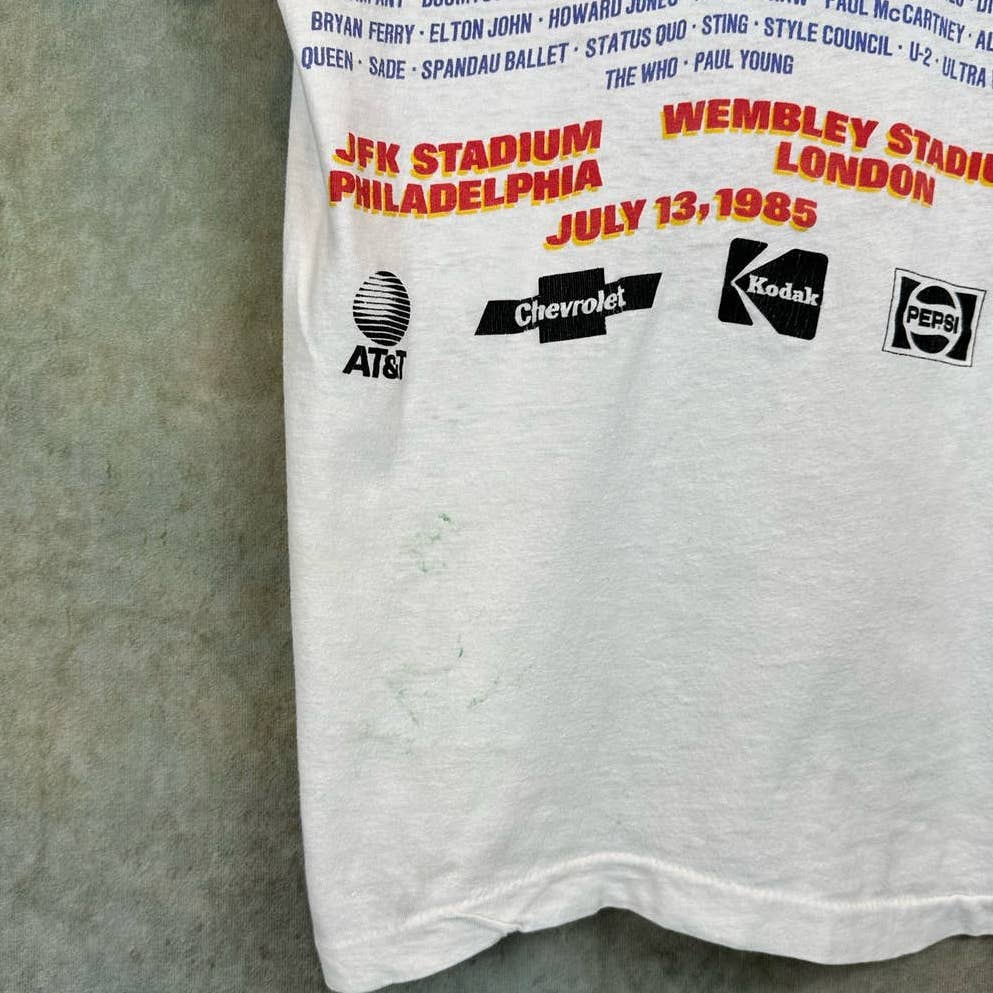 BRYAN FERRY · ELTON JOHN · HOWARD JONES · PAUL McCARTNEY ·
QUEEN · SADE · SPANDAU BALLET · STATUS QUO · STING · STYLE COUNCIL · U-2 · ULTRA
THE WHO · PAUL YOUNG
JFK STADIUM
PHILADELPHIA
WEMBLEY STADIU
LONDON
JULY 13, 1985
AT&T
Chevrolet
Kodak
PEPSI